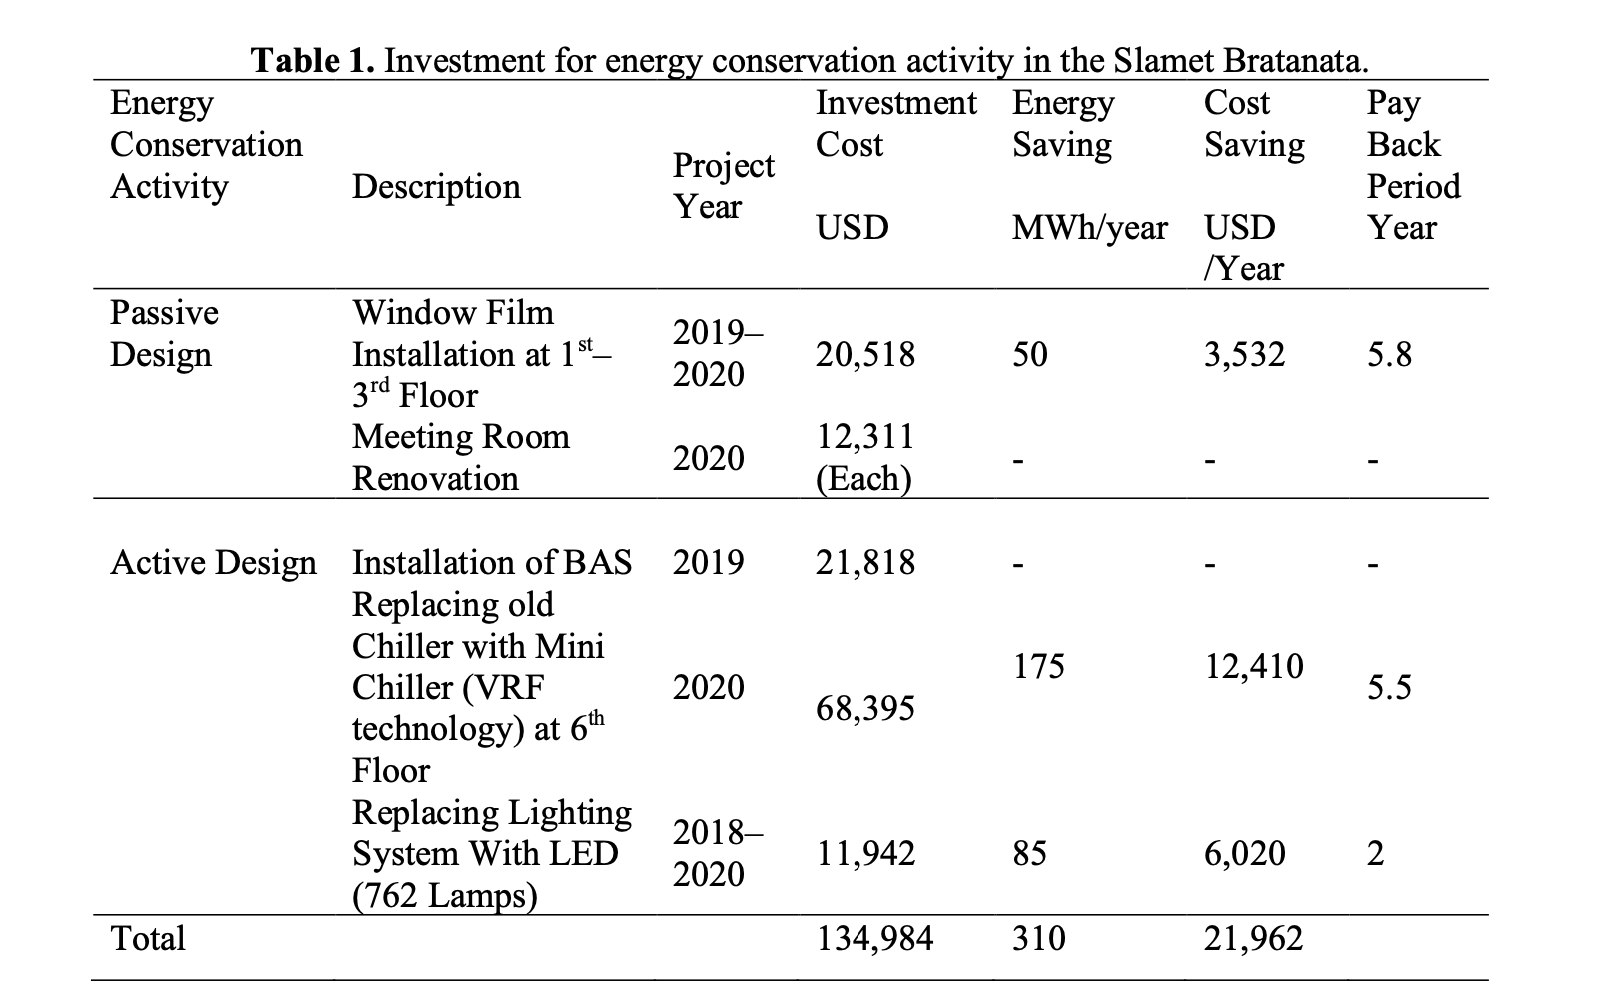 Table 1. Investment for energy conservation activity in the Slamet Bratanata.
Energy Conservation Activity | Description | Project Year | Investment Cost USD | Energy Saving MWh/year | Cost Saving USD /Year | Pay Back Period Year
Passive Design | Window Film Installation at 1st–3rd Floor | 2019–2020 | 20,518 | 50 | 3,532 | 5.8
Meeting Room Renovation | 2020 | 12,311 (Each) | - | - | -
Active Design | Installation of BAS | 2019 | 21,818 | - | - | -
Replacing old Chiller with Mini Chiller (VRF technology) at 6th Floor | 2020 | 68,395 | 175 | 12,410 | 5.5
Replacing Lighting System With LED (762 Lamps) | 2018–2020 | 11,942 | 85 | 6,020 | 2
Total | 134,984 | 310 | 21,962